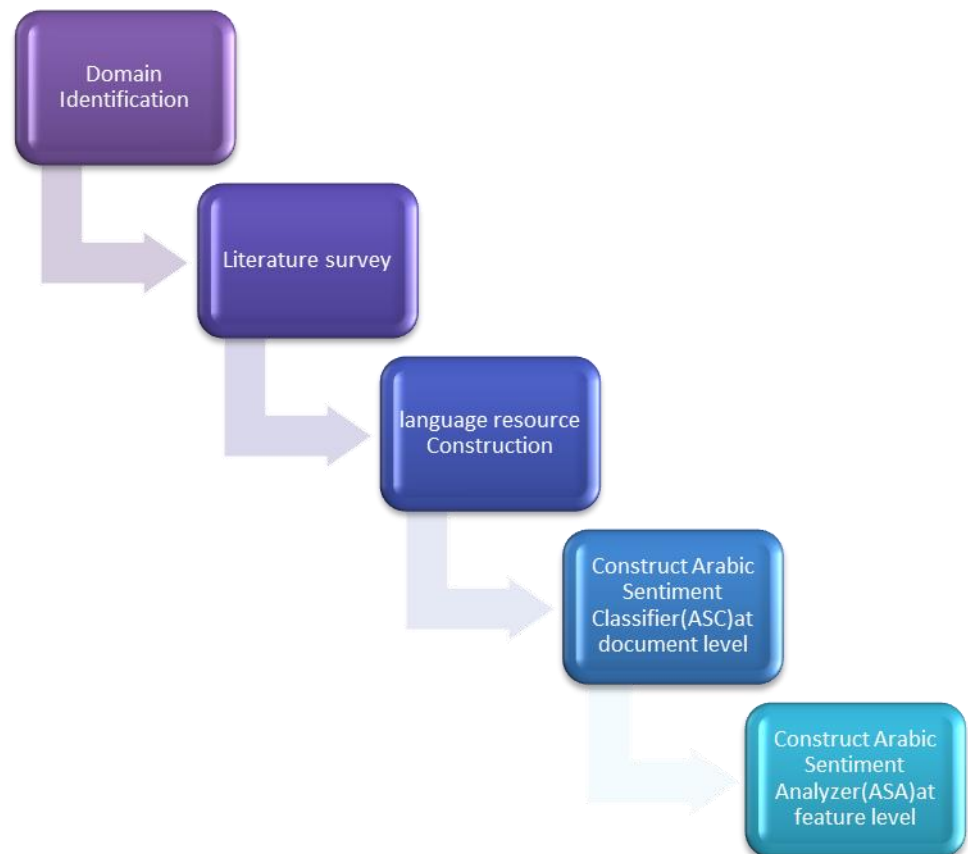 Domain
Identification
Literature survey
language resource
Construction
Construct Arabic
Sentiment
Classifier(ASC)at
document level
Construct Arabic
Sentiment
Analyzer(ASA)at
feature level